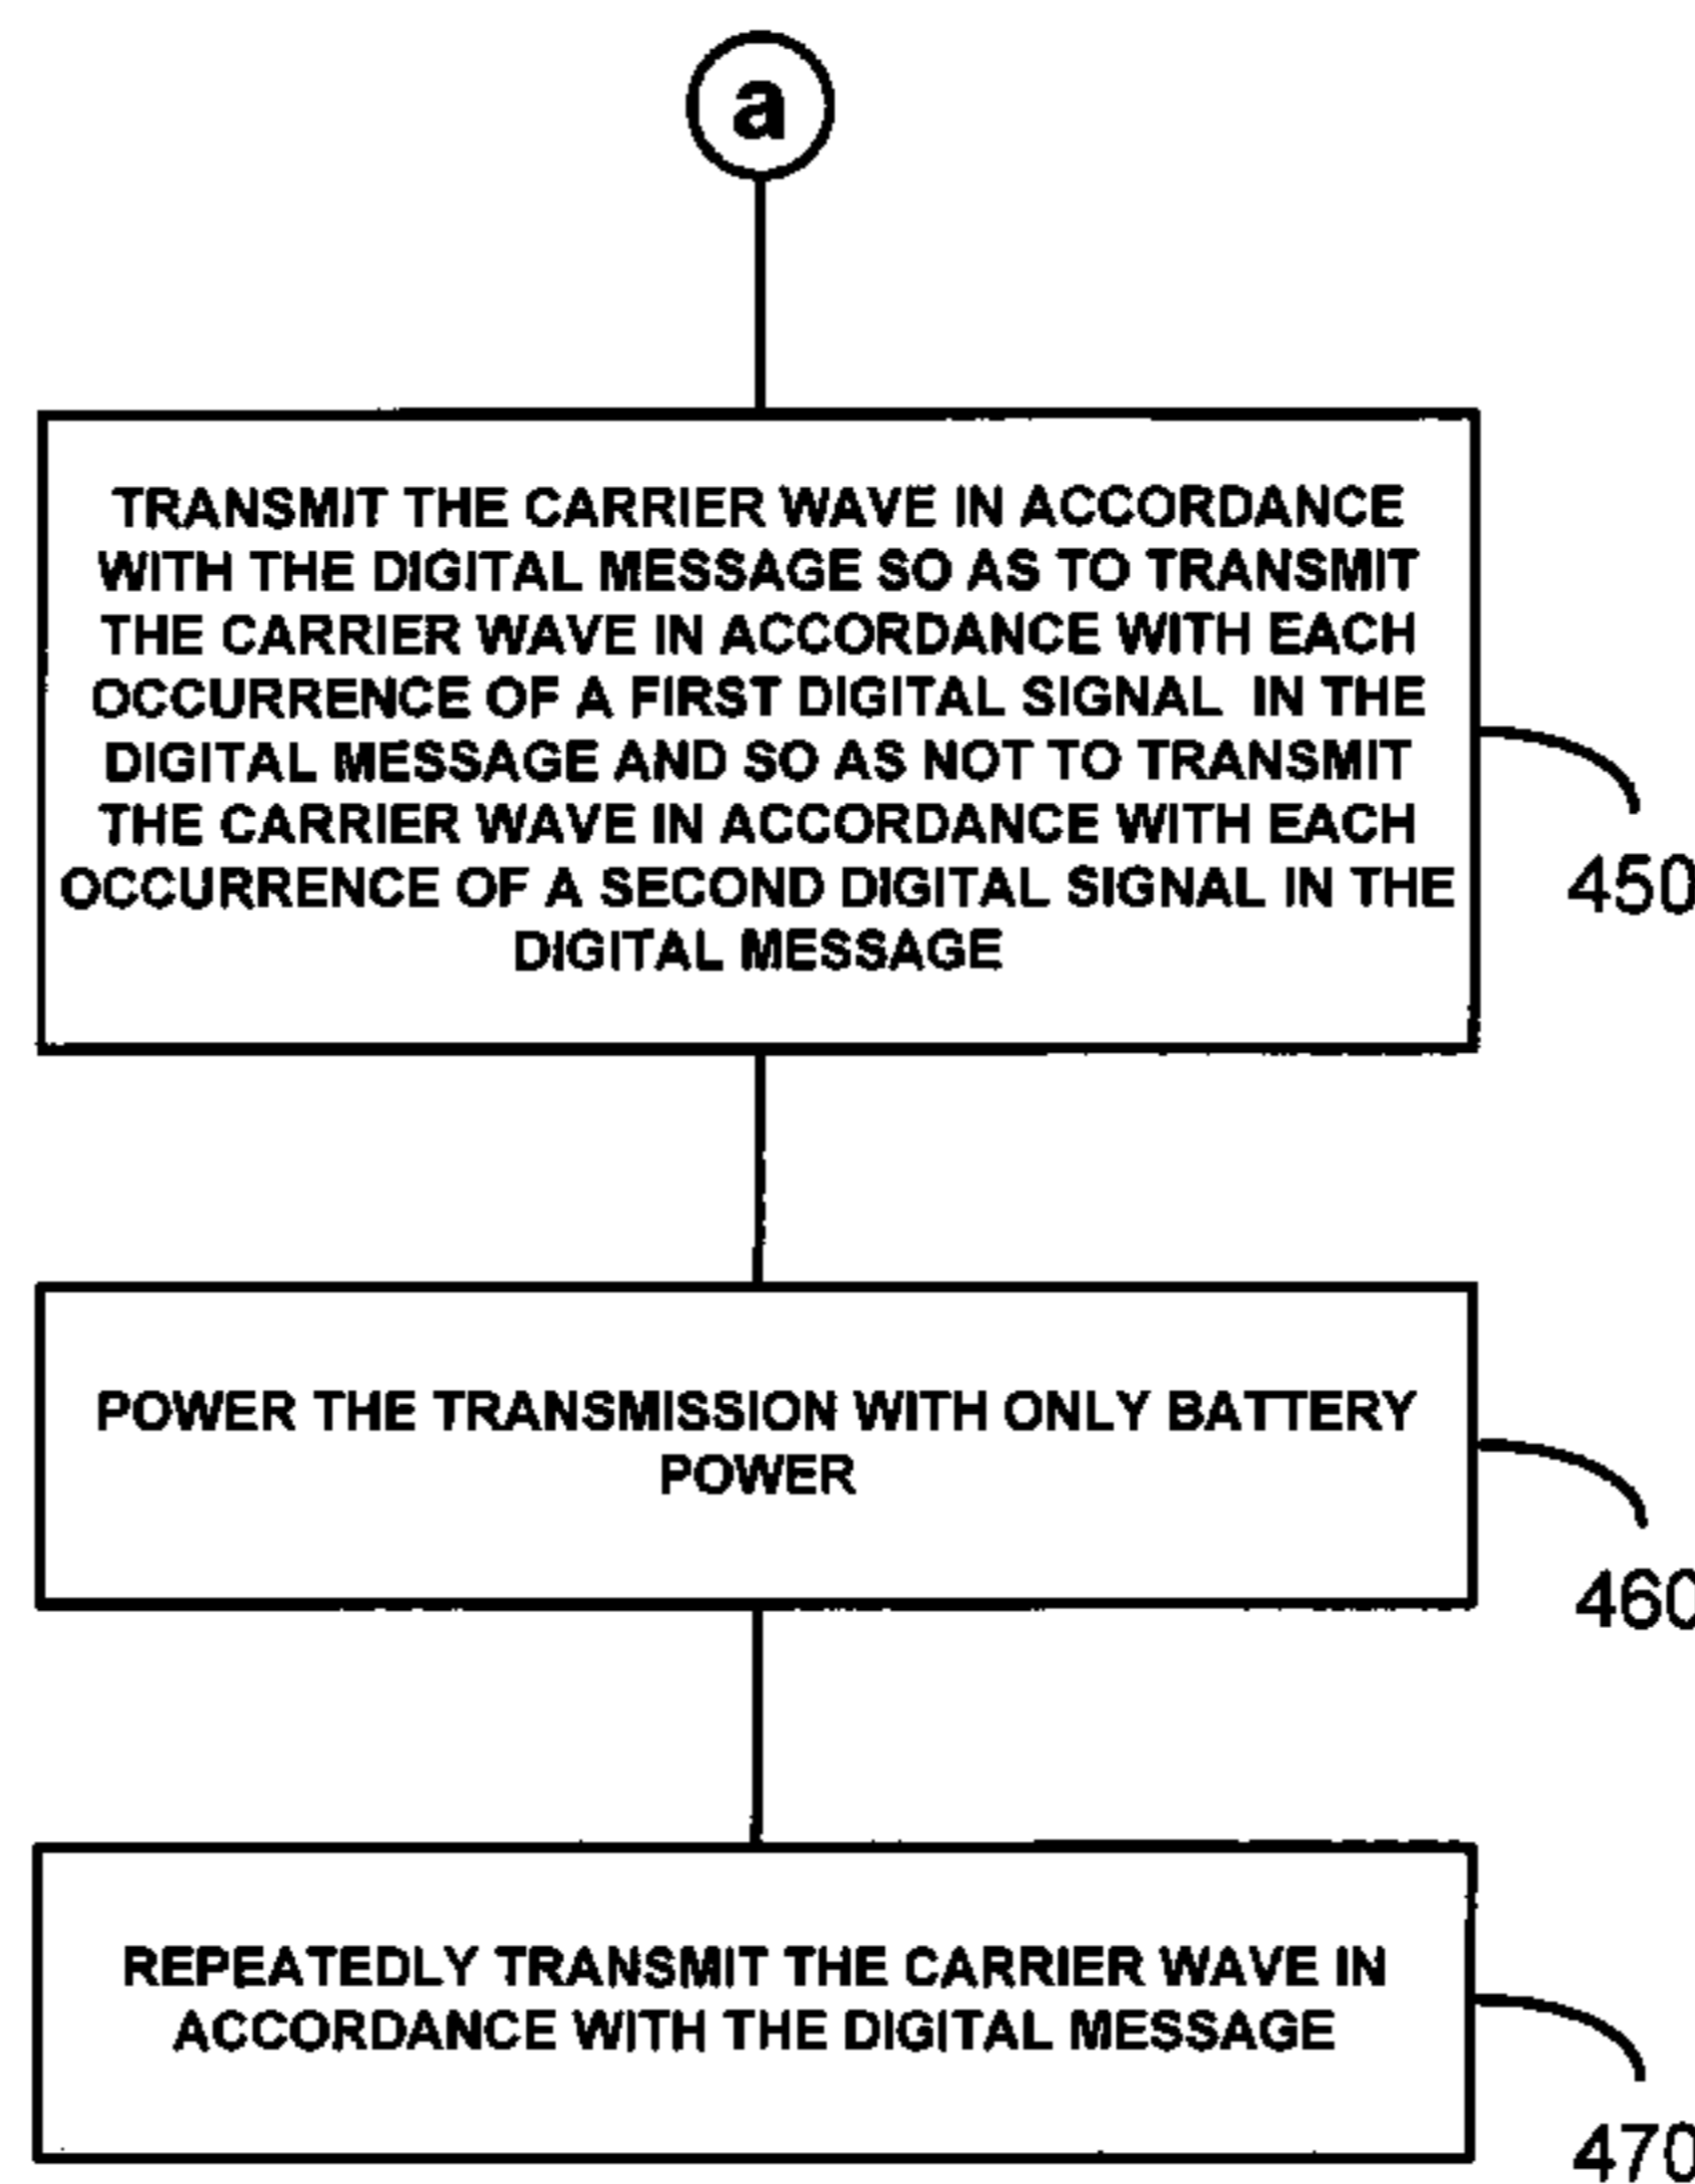 a
TRANSMIT THE CARRIER WAVE IN ACCORDANCE
WITH THE DIGITAL MESSAGE SO AS TO TRANSMIT
THE CARRIER WAVE IN ACCORDANCE WITH EACH
OCCURRENCE OF A FIRST DIGITAL SIGNAL IN THE
DIGITAL MESSAGE AND SO AS NOT TO TRANSMIT
THE CARRIER WAVE IN ACCORDANCE WITH EACH
OCCURRENCE OF A SECOND DIGITAL SIGNAL IN THE
DIGITAL MESSAGE
450
POWER THE TRANSMISSION WITH ONLY BATTERY
POWER
460
REPEATEDLY TRANSMIT THE CARRIER WAVE IN
ACCORDANCE WITH THE DIGITAL MESSAGE
470